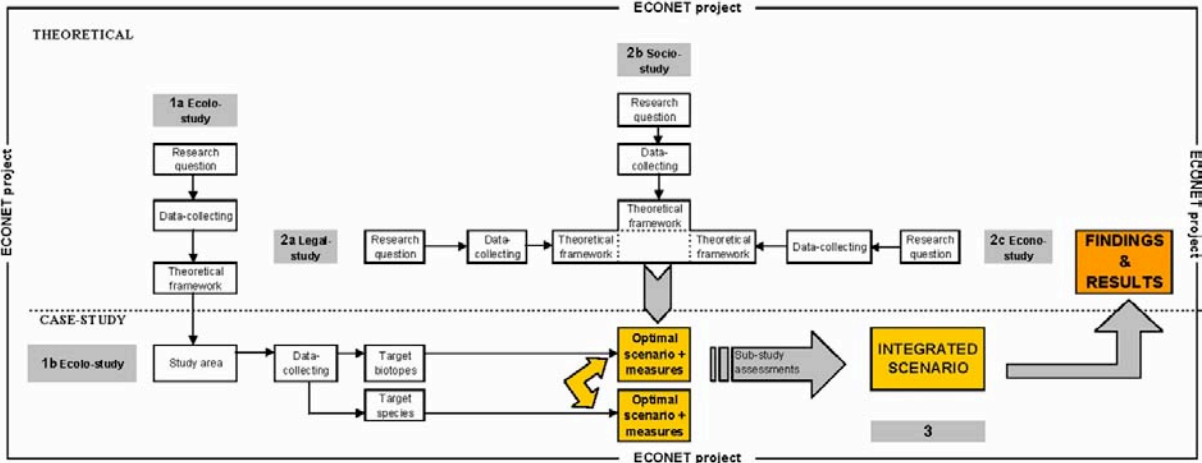 ECONET project
THEORETICAL
2b Socio-
study
1a Ecolo-
study
Research
question
Research
question
Data-
collecting
Data-collecting
Theoretical
framework
2a Legal-
study
Research
question
Data-
collecting
Theoretical
framework
Theoretical
framework
Data-collecting
Research
question
2c Econo-
study
FINDINGS
&
RESULTS
Theoretical
framework
ECONET project
ECONET project
CASE-STUDY
1b Ecolo-study
Study area
Data-
collecting
Target
biotopes
Optimal
scenario +
measures
Sub-study
assessments
INTEGRATED
SCENARIO
Target
species
Optimal
scenario +
measures
3
ECONET project